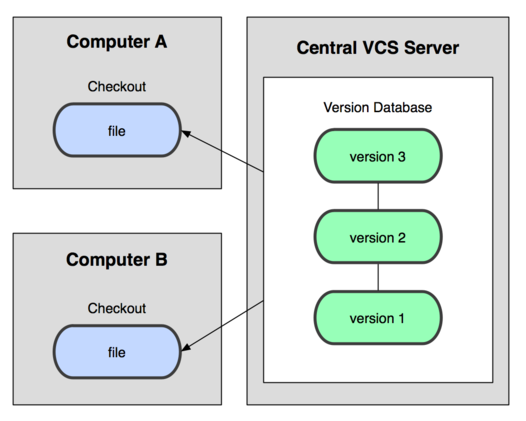 Computer A
Checkout
file
Computer B
Checkout
file
Central VCS Server
Version Database
version 3
version 2
version 1